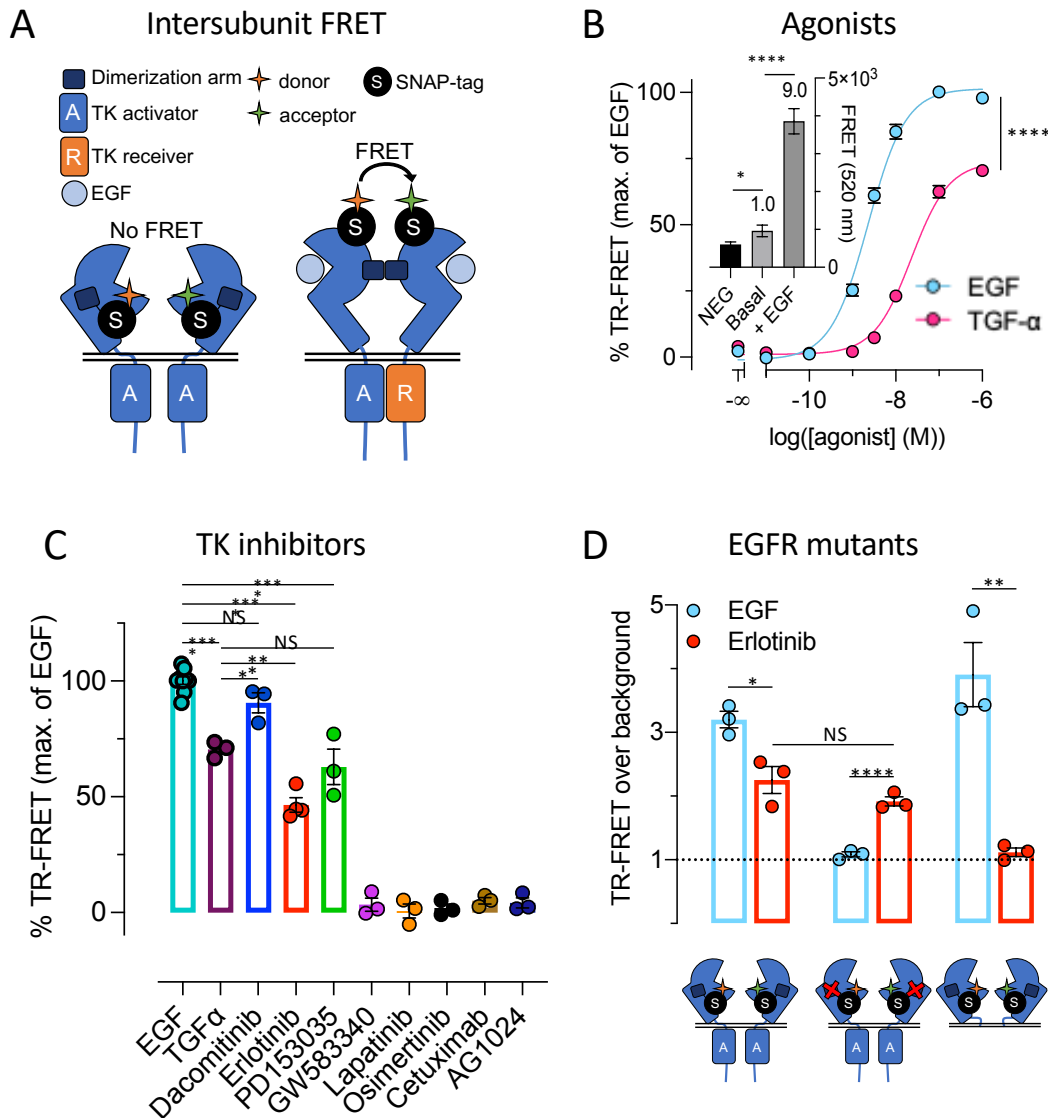 A
Intersubunit FRET
Dimerization arm
donor
S SNAP-tag
A TK activator
acceptor
R TK receiver
EGF
FRET
No FRET
S S
S S
A A
A R
B
Agonists
% TR-FRET (max. of EGF)
100
50
0
****
*
1.0
9.0
5×10³
0
FRET (520 nm)
NEG
Basal
+ EGF
****
EGF
TGF-α
-∞ -10 -8 -6
log([agonist] (M))
C
TK inhibitors
% TR-FRET (max. of EGF)
100
50
0
***
*
***
*
NS
***
*
NS
**
**
EGF
TGFα
Dacomitinib
Erlotinib
PD153035
GW583340
Lapatinib
Osimertinib
Cetuximab
AG1024
D
EGFR mutants
TR-FRET over background
5
3
1
EGF
Erlotinib
*
NS
****
**
S S
S S
S S
A A
A A